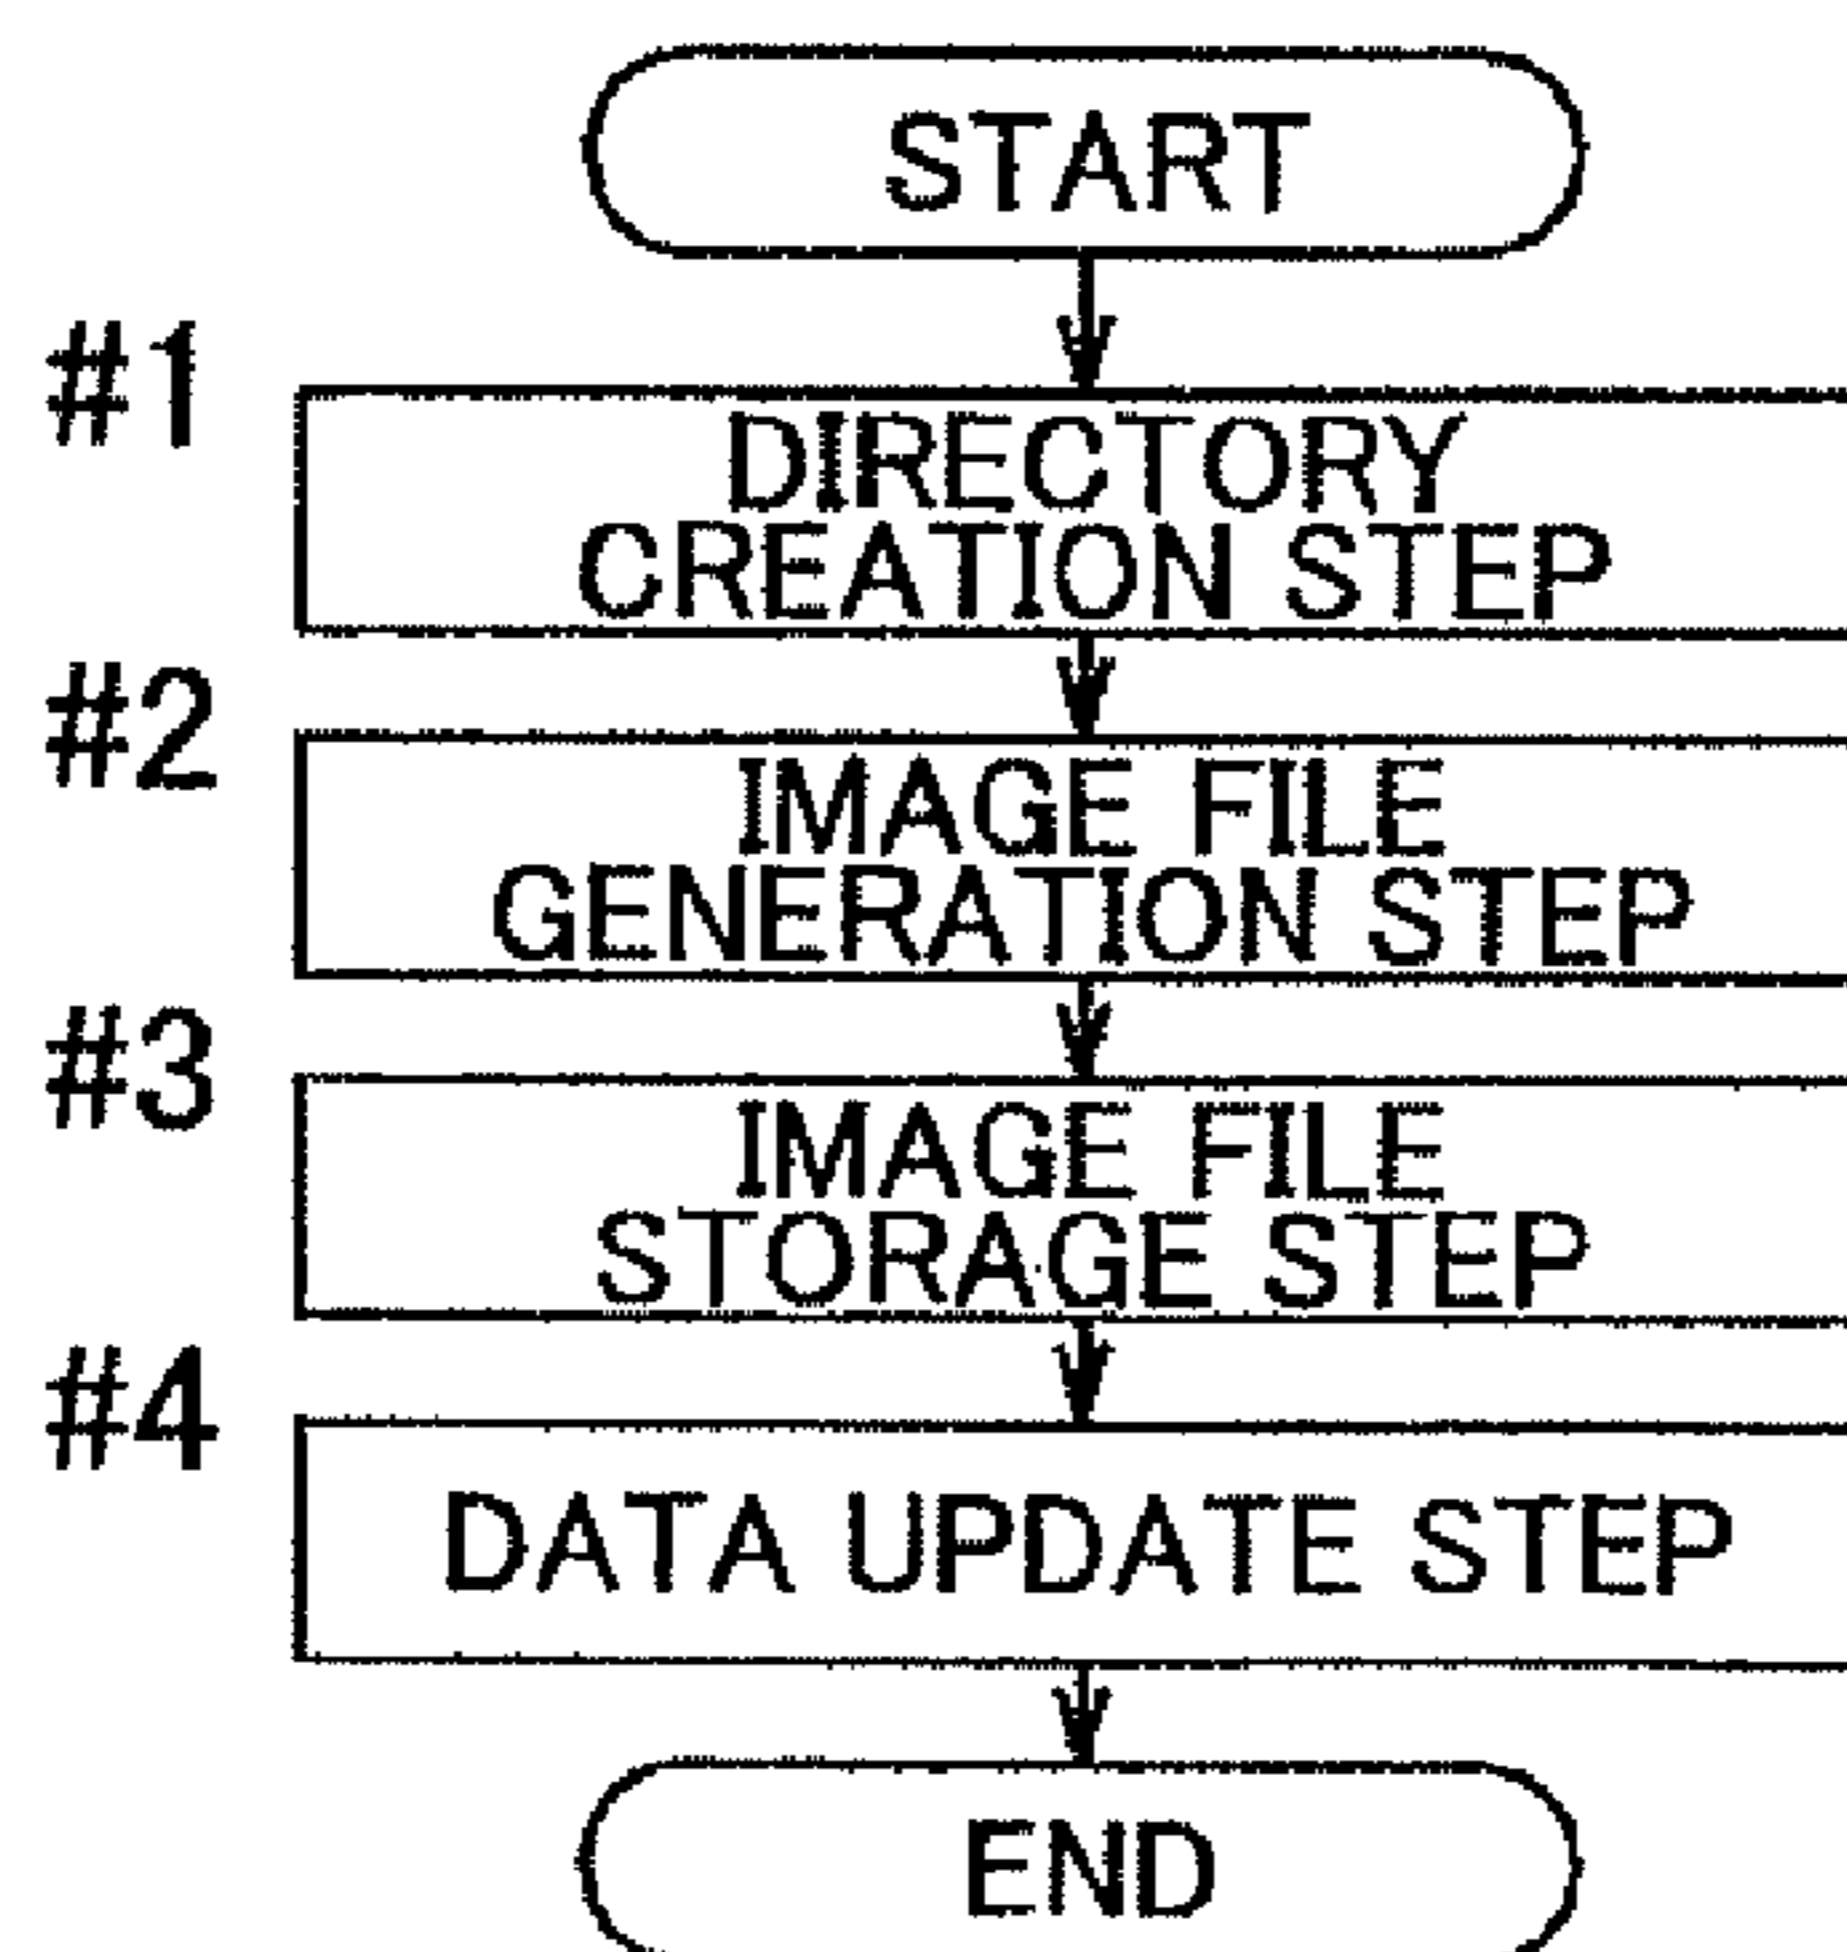 START
#1
DIRECTORY
CREATION STEP
#2
IMAGE FILE
GENERATION STEP
#3
IMAGE FILE
STORAGE STEP
#4
DATA UPDATE STEP
END